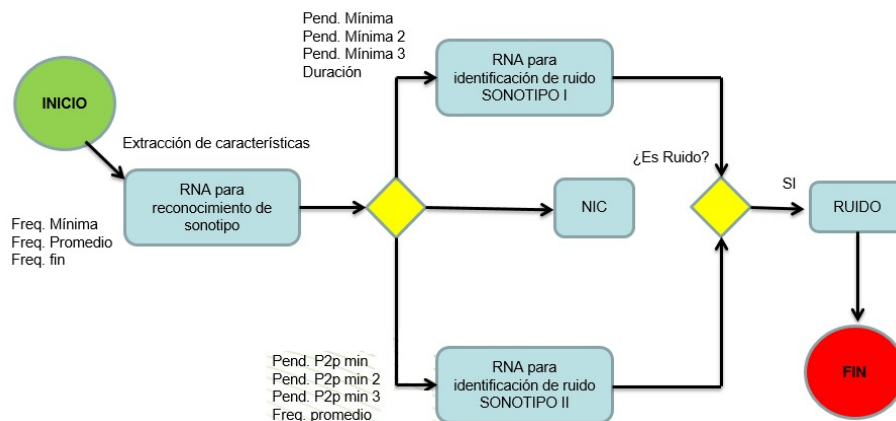 Pend. Mínima
Pend. Mínima 2
Pend. Mínima 3
Duración
RNA para
identificación de ruido
SONOTIPO I
INICIO
Extracción de características
¿Es Ruido?
RNA para
reconocimiento de
sonotipo
NIC
SI
RUIDO
Freq. Mínima
Freq. Promedio
Freq. fin
Pend. P2p min
Pend. P2p min 2
Pend. P2p min 3
Freq. promedio
RNA para
identificación de ruido
SONOTIPO II
FIN